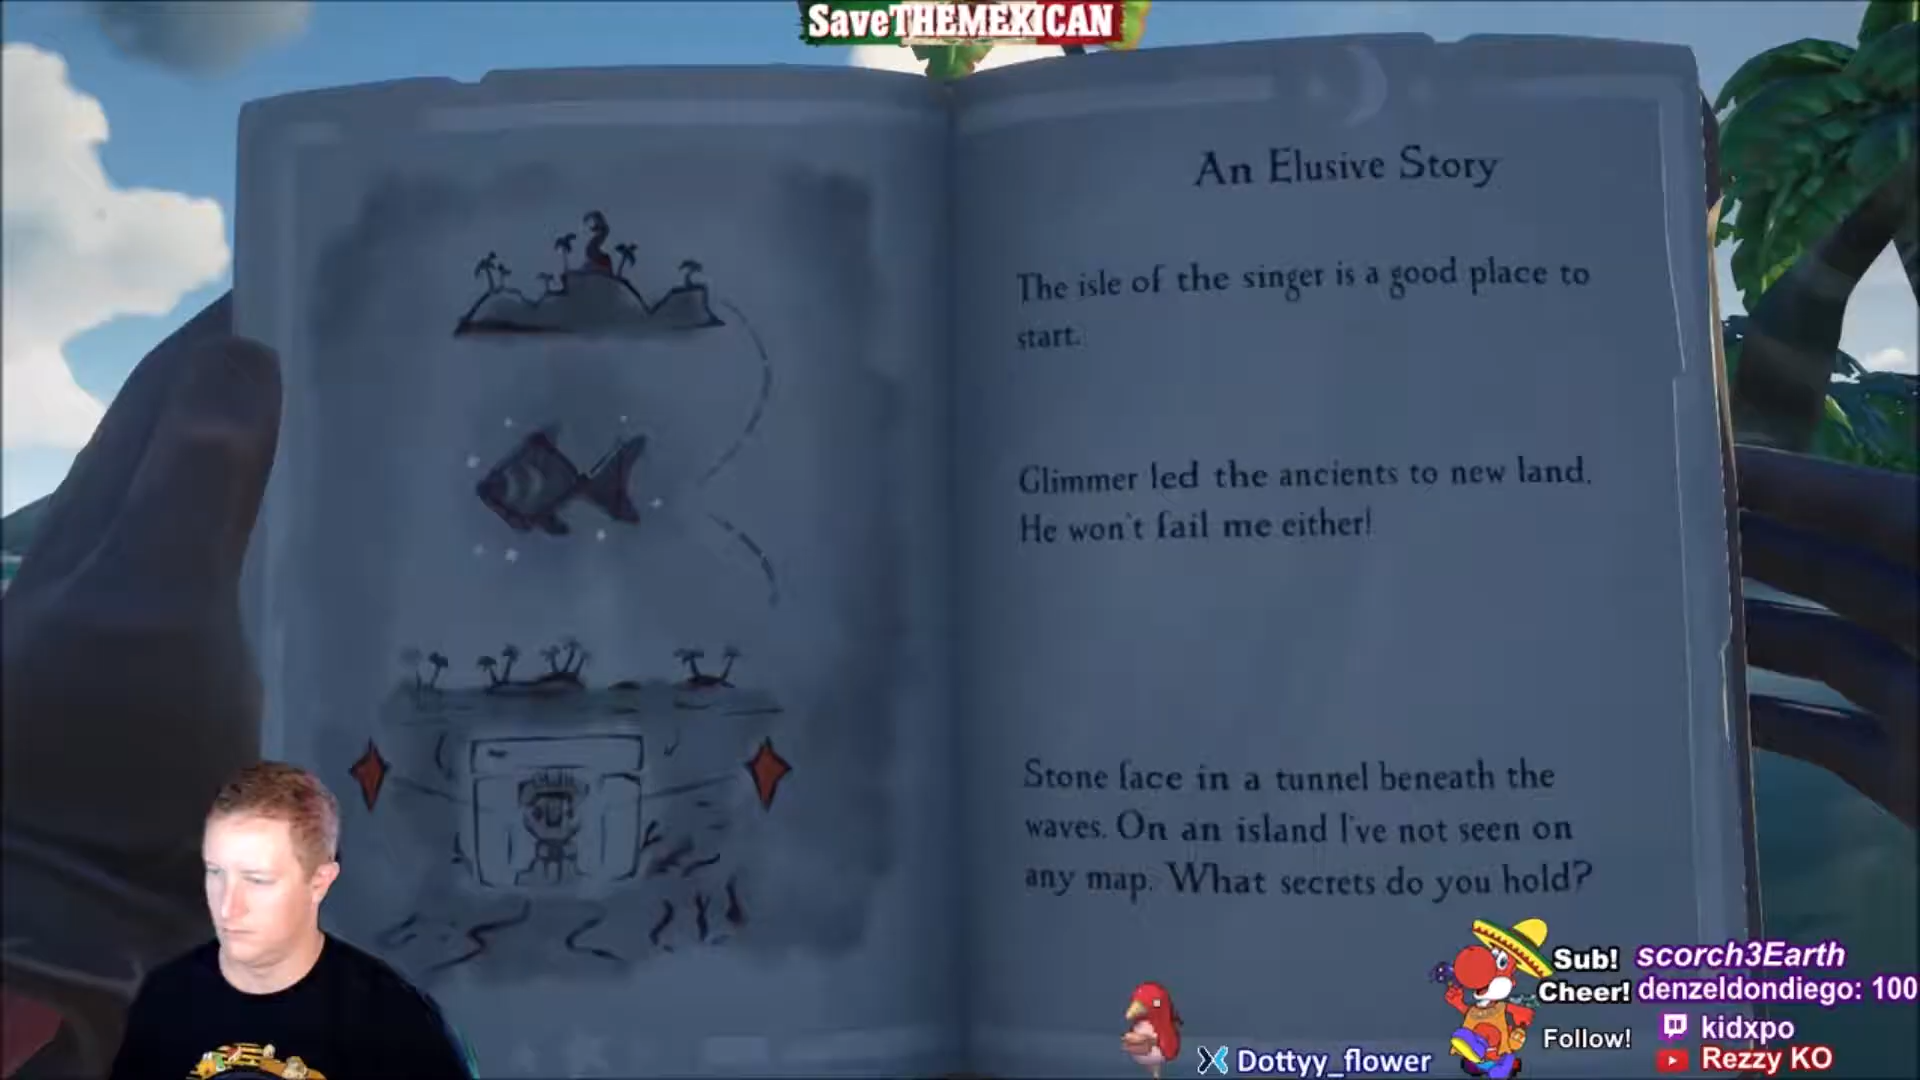 SaveTHEMEXICAN
An Elusive Story
The isle of the singer is a good place to
start.
Glimmer led the ancients to new land.
He won't fail me either!
Stone face in a tunnel beneath the
waves. On an island I've not seen on
any map. What secrets do you hold?
Sub! scorch3Earth
Cheer! denzeldondiego: 100
Follow! kidxpo
Rezzy KO
Dottyy_flower